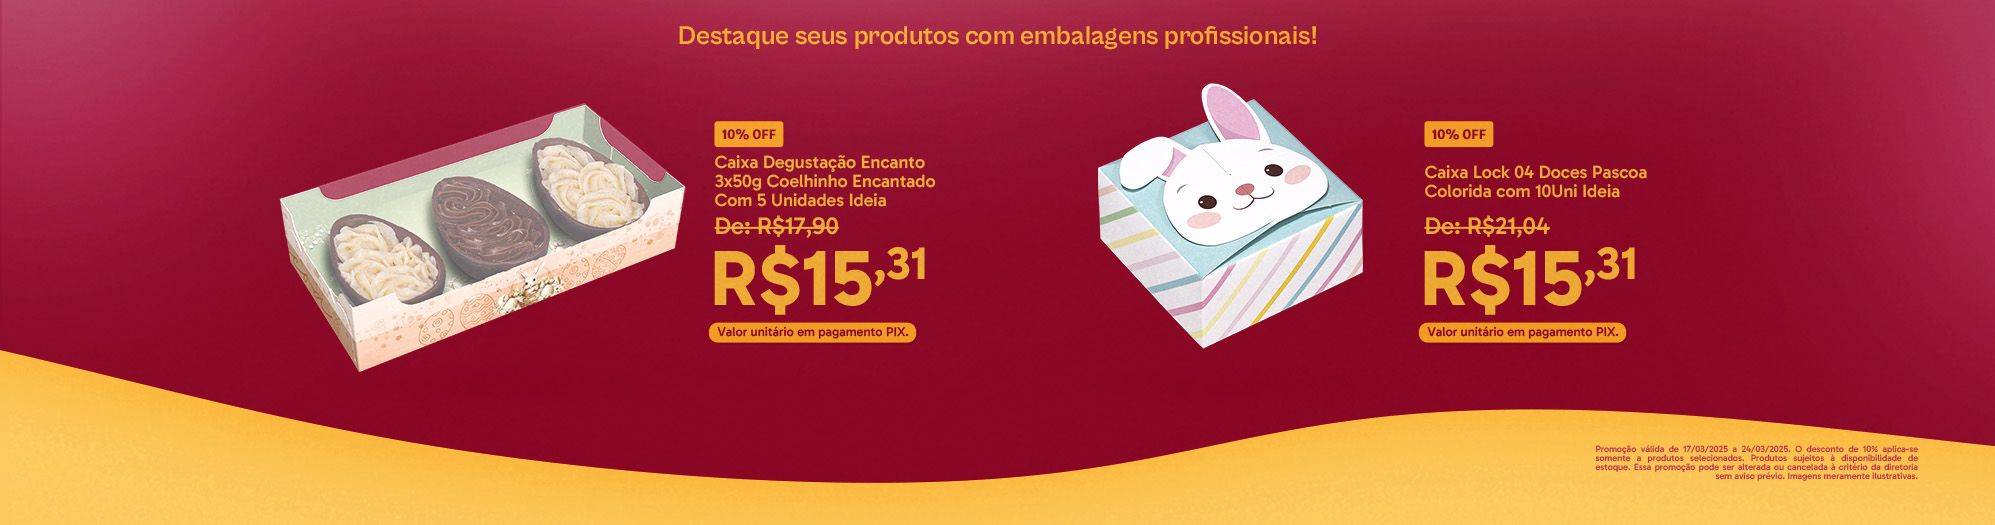 Destaque seus produtos com embalagens profissionais!
10% OFF
Caixa Degustação Encanto
3x50g Coelhinho Encantado
Com 5 Unidades Ideia
De: R$17,90
R$15,31
Valor unitário em pagamento PIX.
10% OFF
Caixa Lock 04 Doces Pascoa
Colorida com 10Uni Ideia
De: R$21,04
R$15,31
Valor unitário em pagamento PIX.
Promoção válida de 17/03/2025 a 24/03/2025. O desconto de 10% aplica-se
somente a produtos selecionados. Produtos sujeitos à disponibilidade de
estoque. Essa promoção pode ser alterada ou cancelada à critério da diretoria
sem aviso prévio. Imagens meramente ilustrativas.